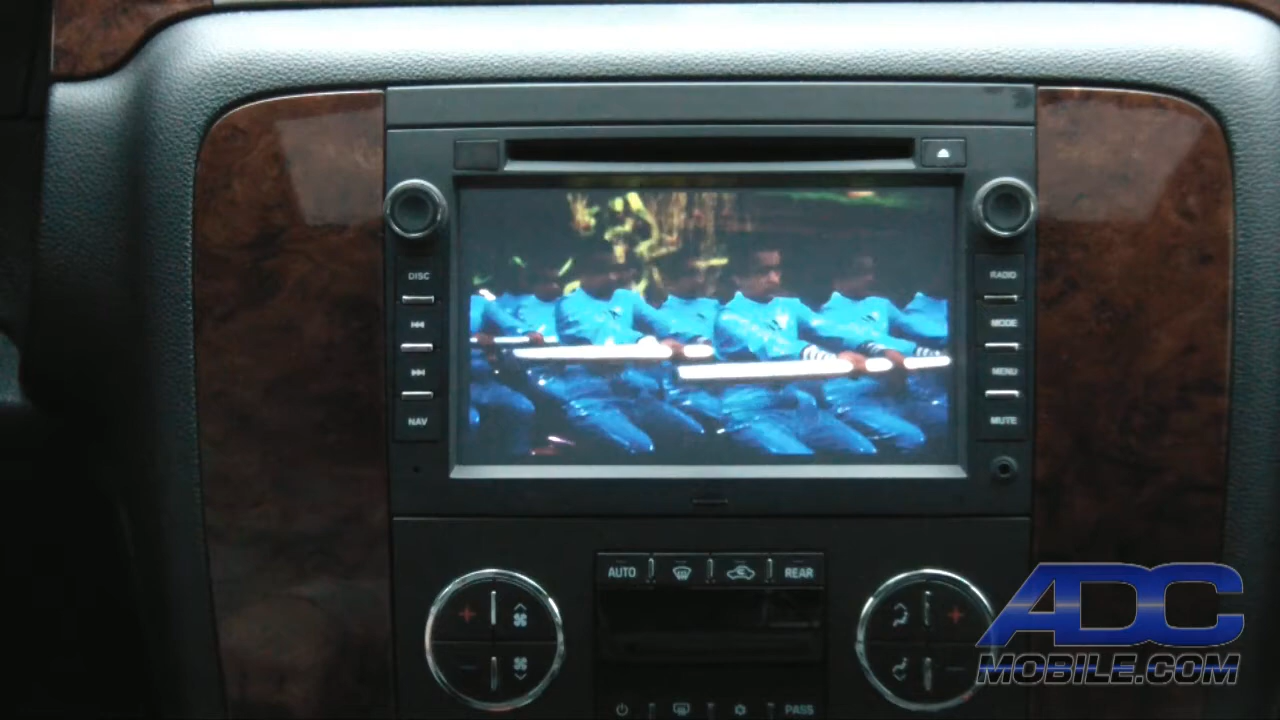 DISC
NAV
RADIO
MODE
MENU
MUTE
AUTO
REAR
PASS
ADC
MOBILE.COM